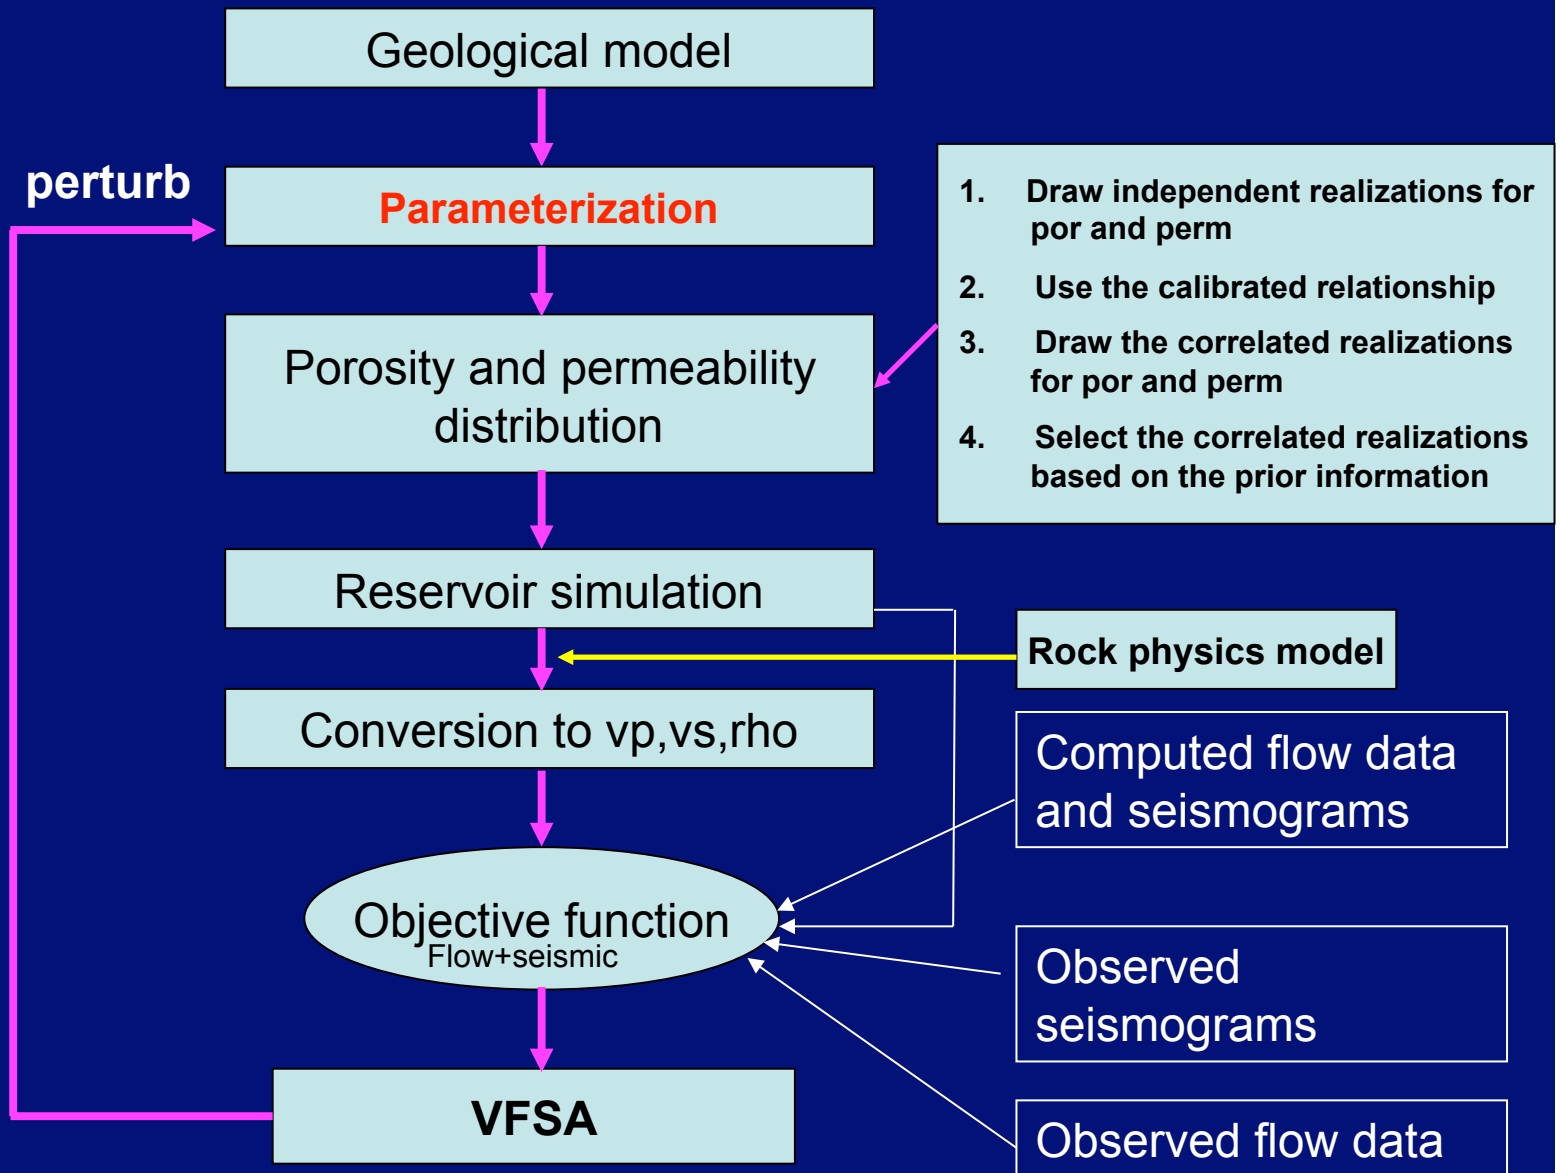 Geological model
perturb
Parameterization
1. Draw independent realizations for
por and perm
2. Use the calibrated relationship
3. Draw the correlated realizations
for por and perm
4. Select the correlated realizations
based on the prior information
Porosity and permeability
distribution
Reservoir simulation
Rock physics model
Conversion to vp,vs,rho
Computed flow data
and seismograms
Objective function
Flow+seismic
Observed
seismograms
VFSA
Observed flow data